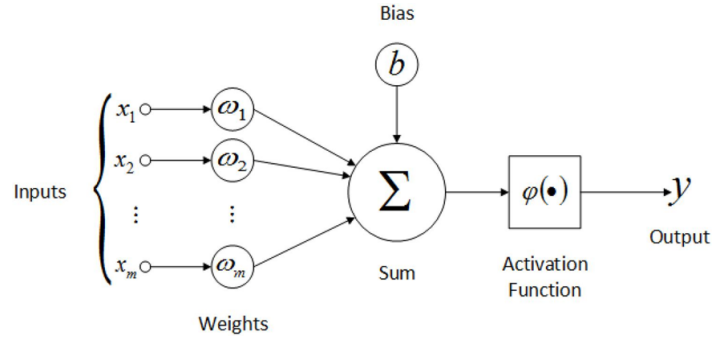 Bias
b
x₁
ω₁
x₂
ω₂
Inputs
⋮
⋮
xₘ
ωₘ
Σ
φ(•)
y
Output
Sum
Activation
Function
Weights